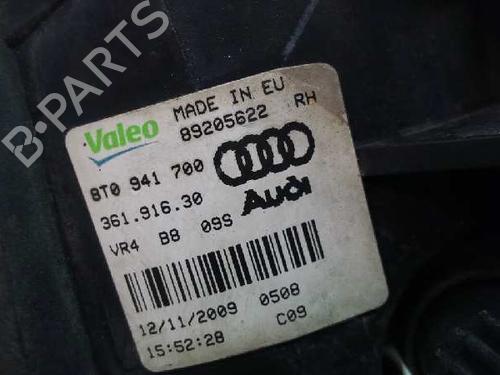 Valeo MADE IN EU
89205622 RH
8T0 941 700
361.916.30 Audi
VR4 B8 09S
12/11/2009 0508
15:52:28 C09
B-PARTS